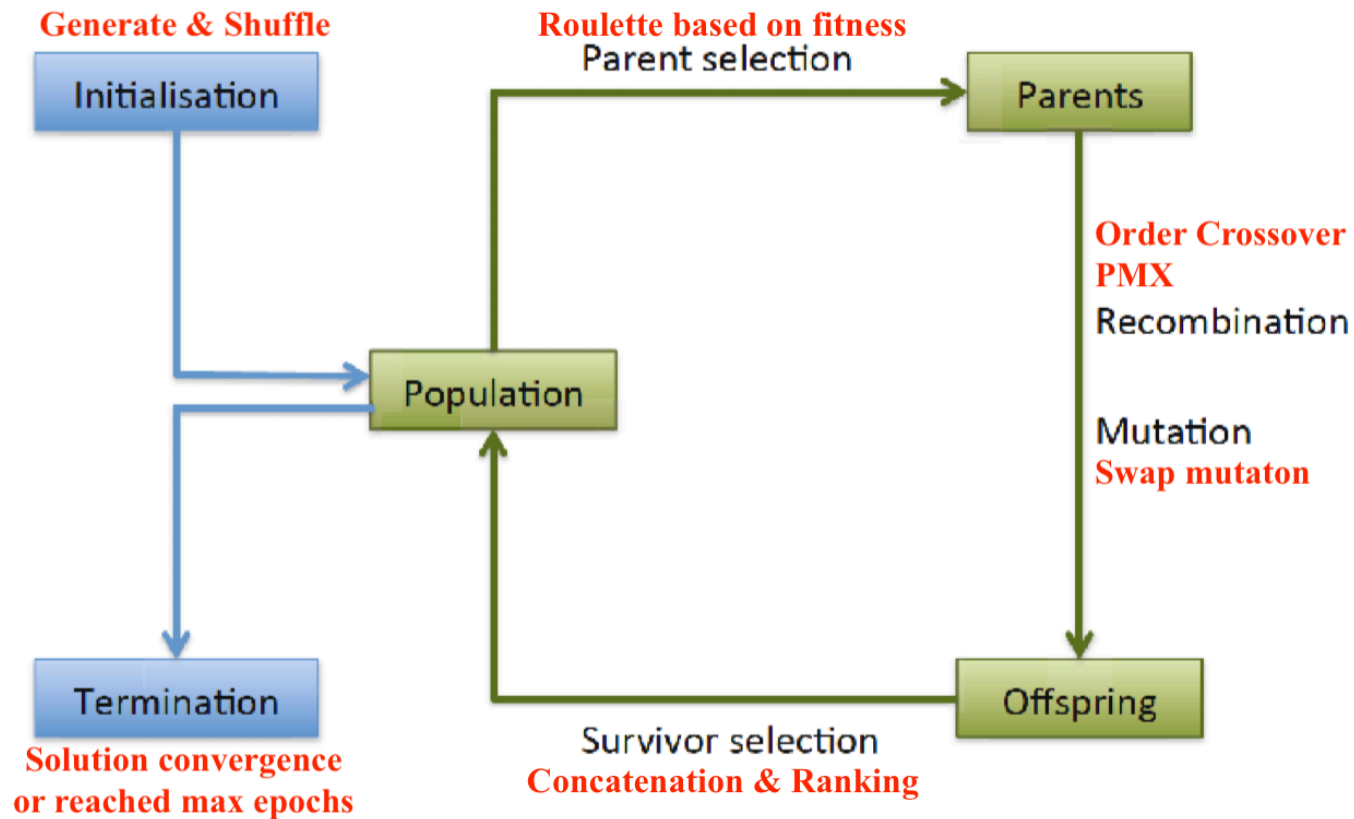 Generate & Shuffle
Initialisation
Roulette based on fitness
Parent selection
Parents
Order Crossover
PMX
Recombination
Mutation
Swap mutaton
Population
Termination
Solution convergence
or reached max epochs
Survivor selection
Concatenation & Ranking
Offspring